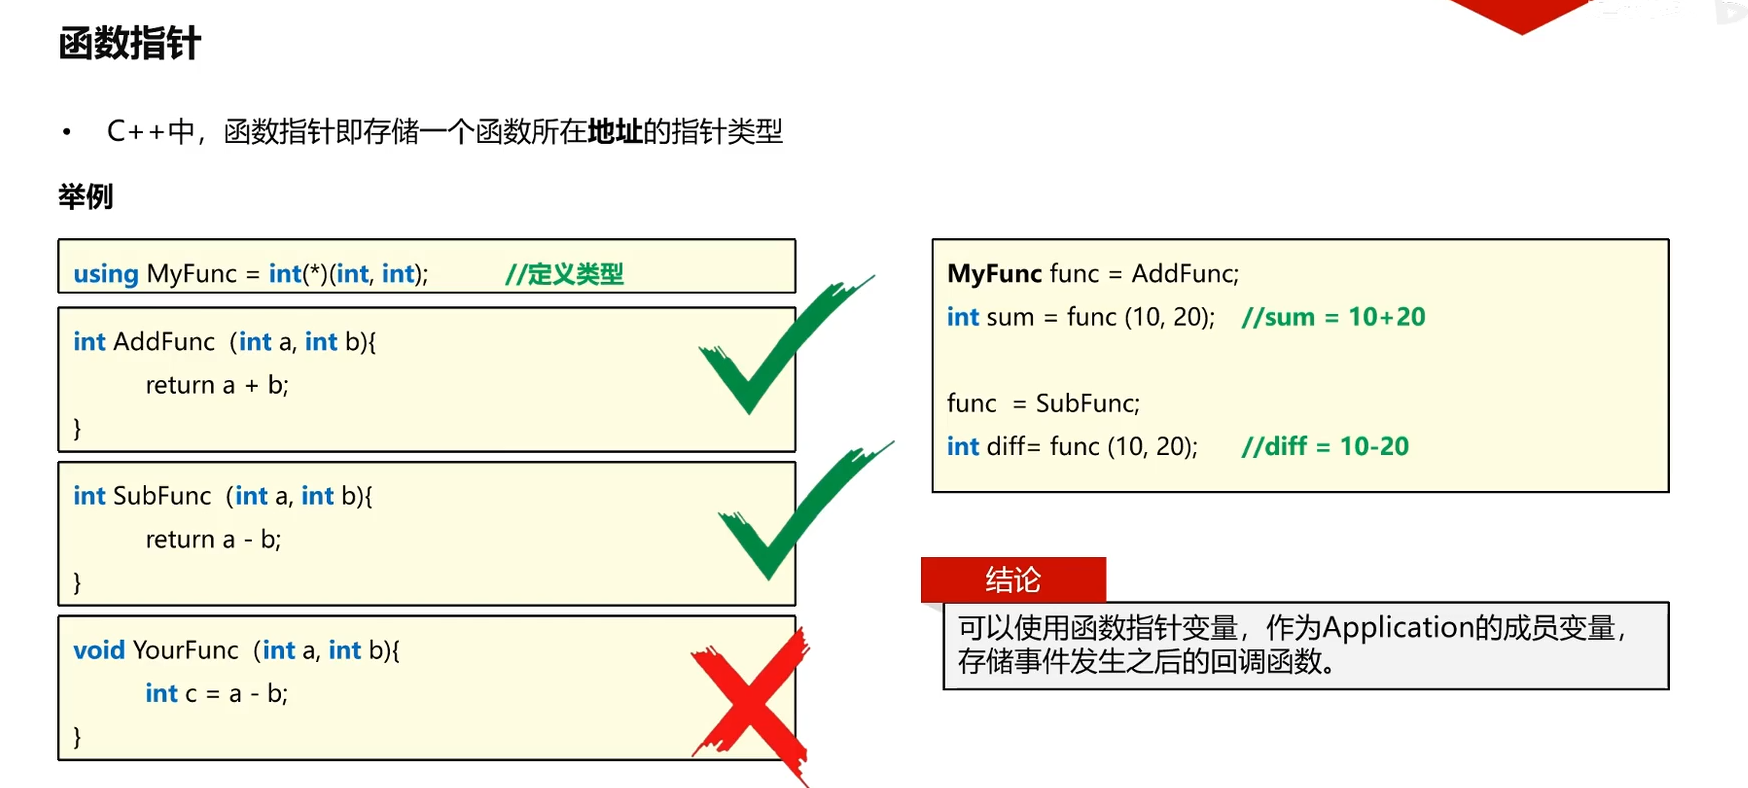 函数指针
• C++中，函数指针即存储一个函数所在地址的指针类型
举例
using MyFunc = int(*)(int, int); //定义类型
int AddFunc (int a, int b){
return a + b;
}
int SubFunc (int a, int b){
return a - b;
}
void YourFunc (int a, int b){
int c = a - b;
}
MyFunc func = AddFunc;
int sum = func (10, 20); //sum = 10+20
func = SubFunc;
int diff= func (10, 20); //diff = 10-20
结论
可以使用函数指针变量，作为Application的成员变量，
存储事件发生之后的回调函数。